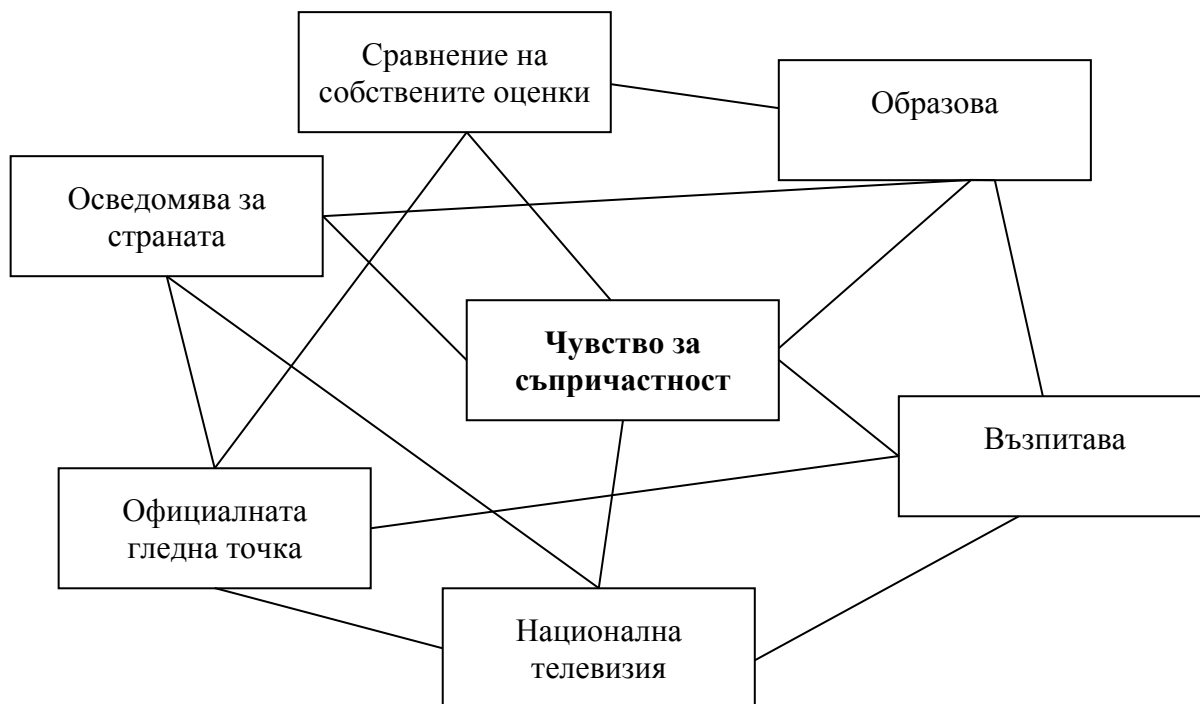 Сравнение на
собствените оценки
Образова
Осведомява за
страната
Чувство за
съпричастност
Възпитава
Официалната
гледна точка
Национална
телевизия